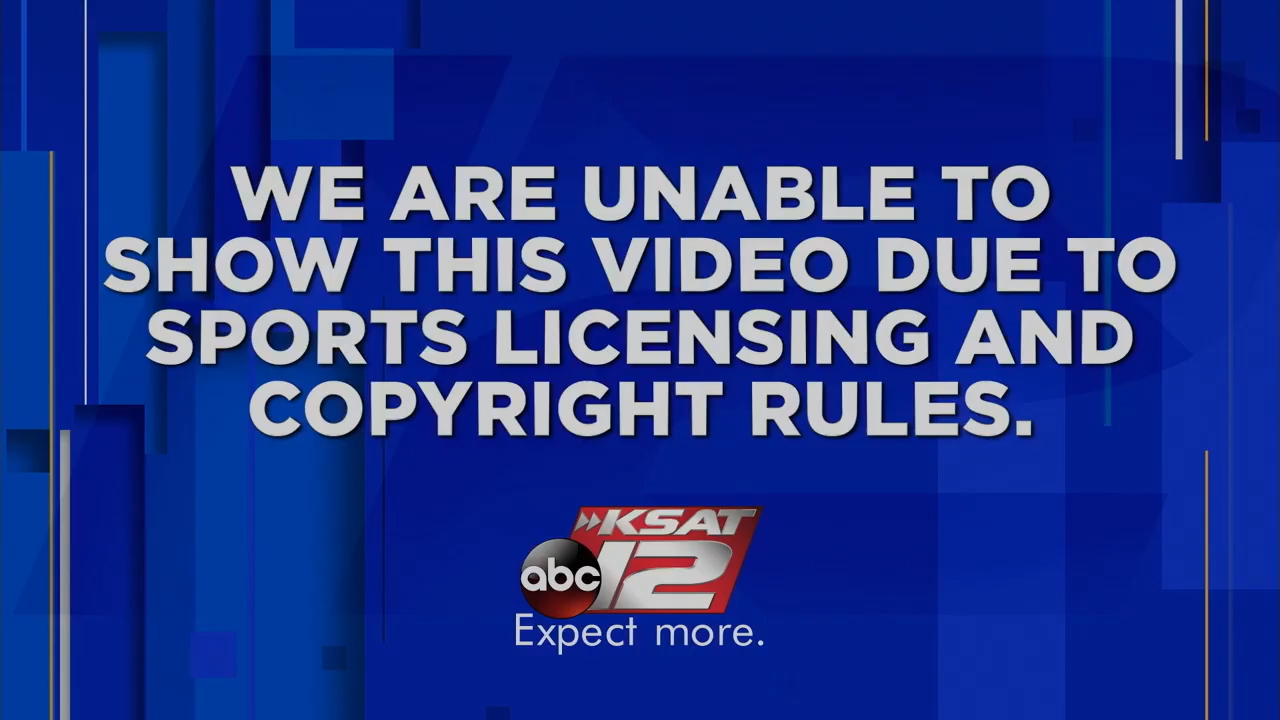 WE ARE UNABLE TO
SHOW THIS VIDEO DUE TO
SPORTS LICENSING AND
COPYRIGHT RULES.
KSAT
abc 12
Expect more.